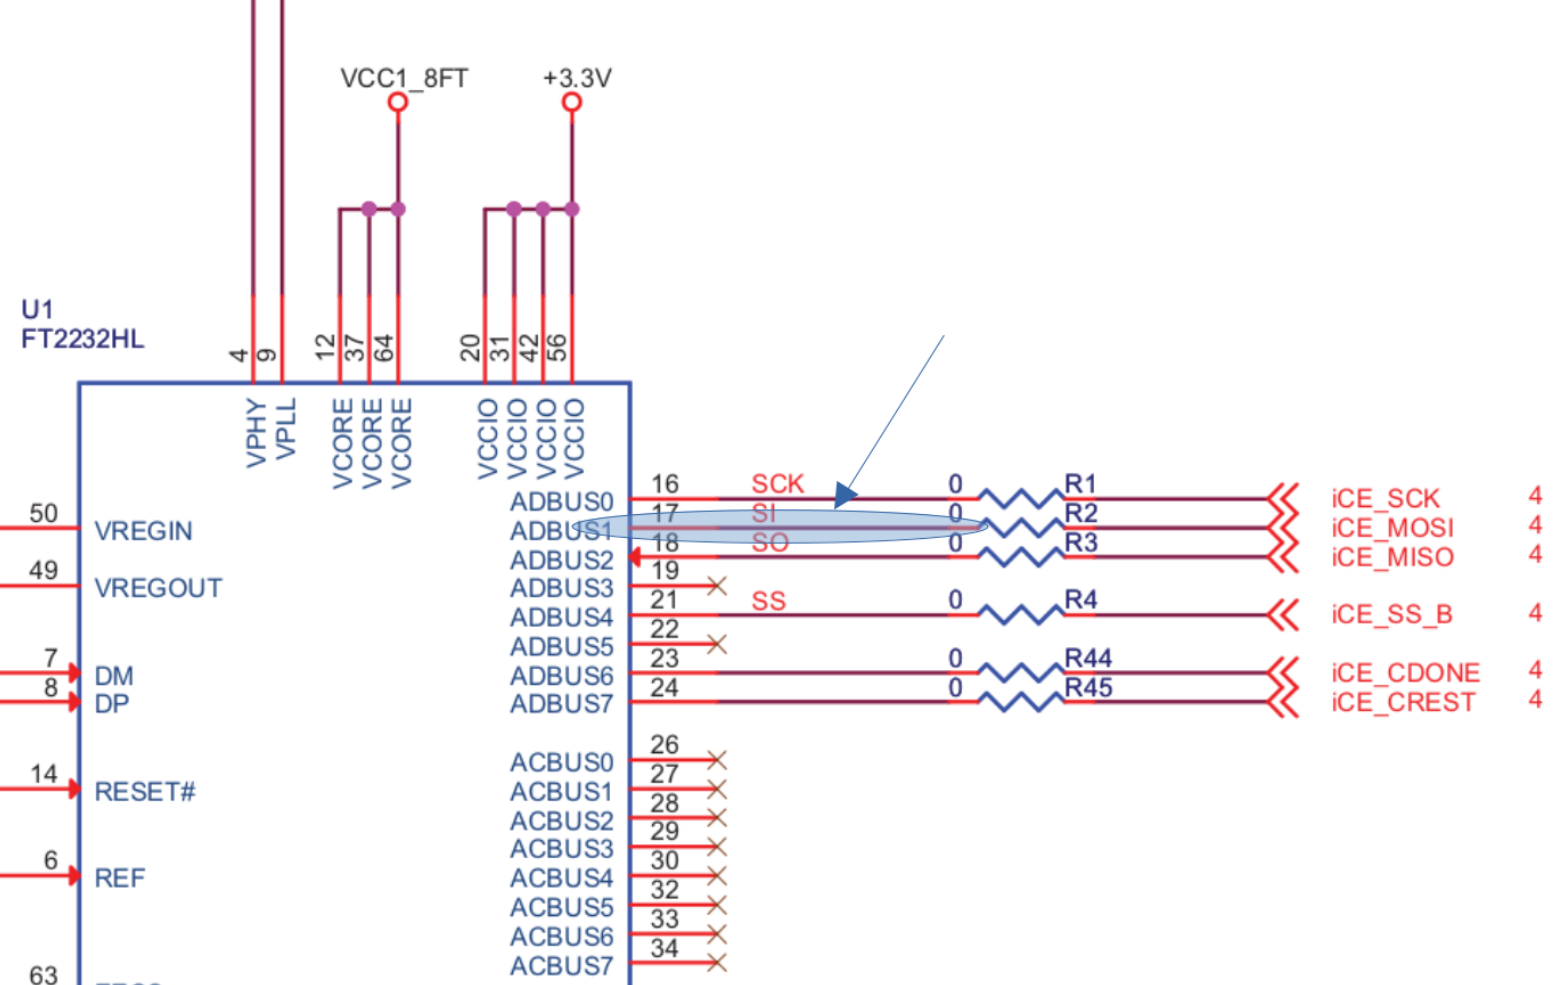 VCC1_8FT +3.3V
U1
FT2232HL
4 9 12 37 64 20 31 42 56
VPHY VPLL VCORE VCORE VCORE VCCIO VCCIO VCCIO VCCIO
ADBUS0 16 SCK 0 R1 iCE_SCK 4
50 VREGIN ADBUS1 17 SI 0 R2 iCE_MOSI 4
ADBUS2 18 SO 0 R3 iCE_MISO 4
49 VREGOUT ADBUS3 19
ADBUS4 21 SS 0 R4 iCE_SS_B 4
ADBUS5 22
7 DM ADBUS6 23 0 R44 iCE_CDONE 4
8 DP ADBUS7 24 0 R45 iCE_CREST 4
ACBUS0 26
14 RESET# ACBUS1 27
ACBUS2 28
ACBUS3 29
6 REF ACBUS4 30
ACBUS5 32
ACBUS6 33
ACBUS7 34
63